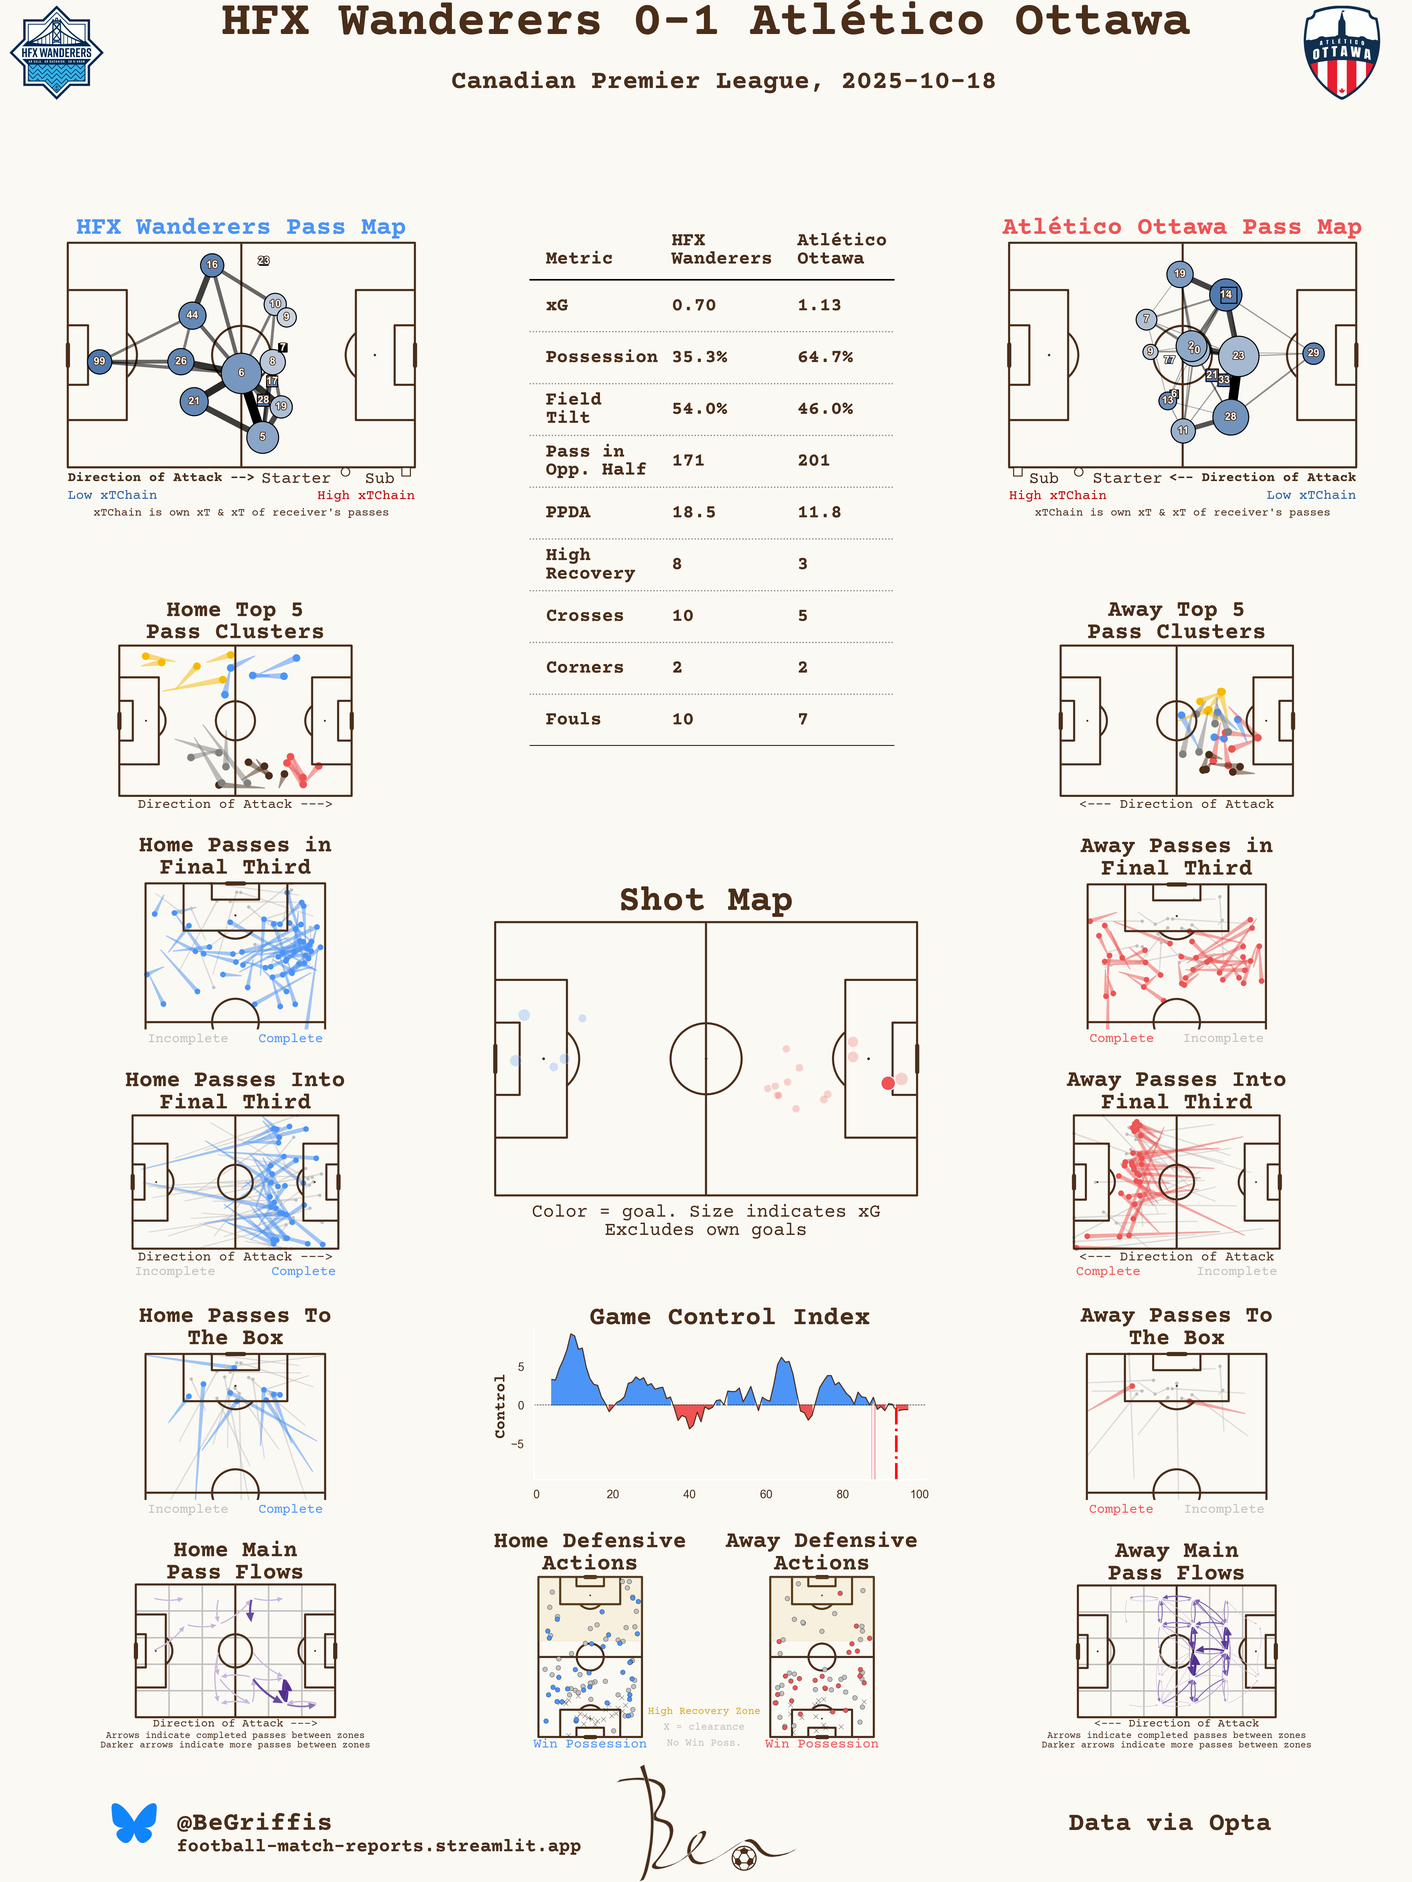 HFX Wanderers 0-1 Atlético Ottawa
Canadian Premier League, 2025-10-18
HFX WANDERERS
ATLÉTICO
OTTAWA
HFX Wanderers Pass Map
16
23
10
9
44
7
99
26
8
6
17
21
28
19
5
Direction of Attack --> Starter Sub
Low xTChain High xTChain
xTChain is own xT & xT of receiver's passes
Metric HFX Wanderers Atlético Ottawa
xG 0.70 1.13
Possession 35.3% 64.7%
Field Tilt 54.0% 46.0%
Pass in Opp. Half 171 201
PPDA 18.5 11.8
High Recovery 8 3
Crosses 10 5
Corners 2 2
Fouls 10 7
Atlético Ottawa Pass Map
19
14
7
2
9
23
29
77
21
33
13
28
11
Sub Starter <-- Direction of Attack
High xTChain Low xTChain
xTChain is own xT & xT of receiver's passes
Home Top 5
Pass Clusters
Direction of Attack --->
Away Top 5
Pass Clusters
<--- Direction of Attack
Home Passes in
Final Third
Incomplete Complete
Away Passes in
Final Third
Complete Incomplete
Shot Map
Color = goal. Size indicates xG
Excludes own goals
Home Passes Into
Final Third
Direction of Attack --->
Incomplete Complete
Away Passes Into
Final Third
<--- Direction of Attack
Complete Incomplete
Home Passes To
The Box
Incomplete Complete
Game Control Index
Control
5
0
−5
0 20 40 60 80 100
Away Passes To
The Box
Complete Incomplete
Home Main
Pass Flows
Direction of Attack --->
Arrows indicate completed passes between zones
Darker arrows indicate more passes between zones
Home Defensive
Actions
Win Possession
Away Defensive
Actions
Win Possession
High Recovery Zone
X = clearance
No Win Poss.
Away Main
Pass Flows
<--- Direction of Attack
Arrows indicate completed passes between zones
Darker arrows indicate more passes between zones
@BeGriffis
football-match-reports.streamlit.app
Ben
Data via Opta